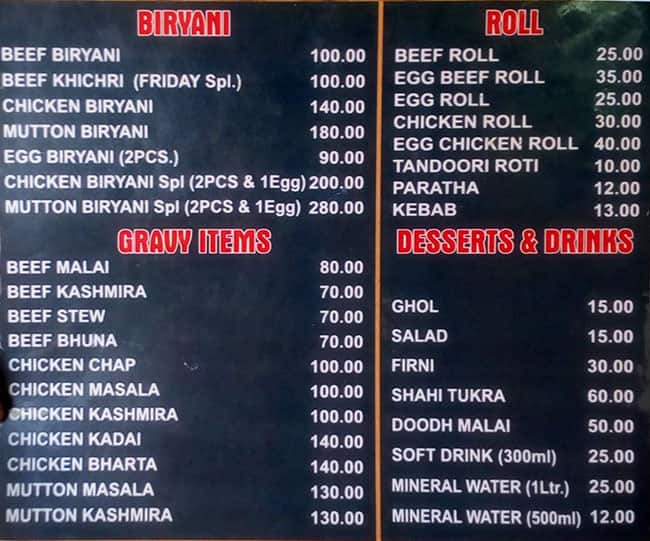 BIRYANI
BEEF BIRYANI 100.00
BEEF KHICHRI (FRIDAY Spl.) 100.00
CHICKEN BIRYANI 140.00
MUTTON BIRYANI 180.00
EGG BIRYANI (2PCS.) 90.00
CHICKEN BIRYANI Spl (2PCS & 1Egg) 200.00
MUTTON BIRYANI Spl (2PCS & 1Egg) 280.00
GRAVY ITEMS
BEEF MALAI 80.00
BEEF KASHMIRA 70.00
BEEF STEW 70.00
BEEF BHUNA 70.00
CHICKEN CHAP 100.00
CHICKEN MASALA 100.00
CHICKEN KASHMIRA 100.00
CHICKEN KADAI 140.00
CHICKEN BHARTA 140.00
MUTTON MASALA 130.00
MUTTON KASHMIRA 130.00
ROLL
BEEF ROLL 25.00
EGG BEEF ROLL 35.00
EGG ROLL 25.00
CHICKEN ROLL 30.00
EGG CHICKEN ROLL 40.00
TANDOORI ROTI 10.00
PARATHA 12.00
KEBAB 13.00
DESSERTS & DRINKS
GHOL 15.00
SALAD 15.00
FIRNI 30.00
SHAHI TUKRA 60.00
DOODH MALAI 50.00
SOFT DRINK (300ml) 25.00
MINERAL WATER (1Ltr.) 25.00
MINERAL WATER (500ml) 12.00